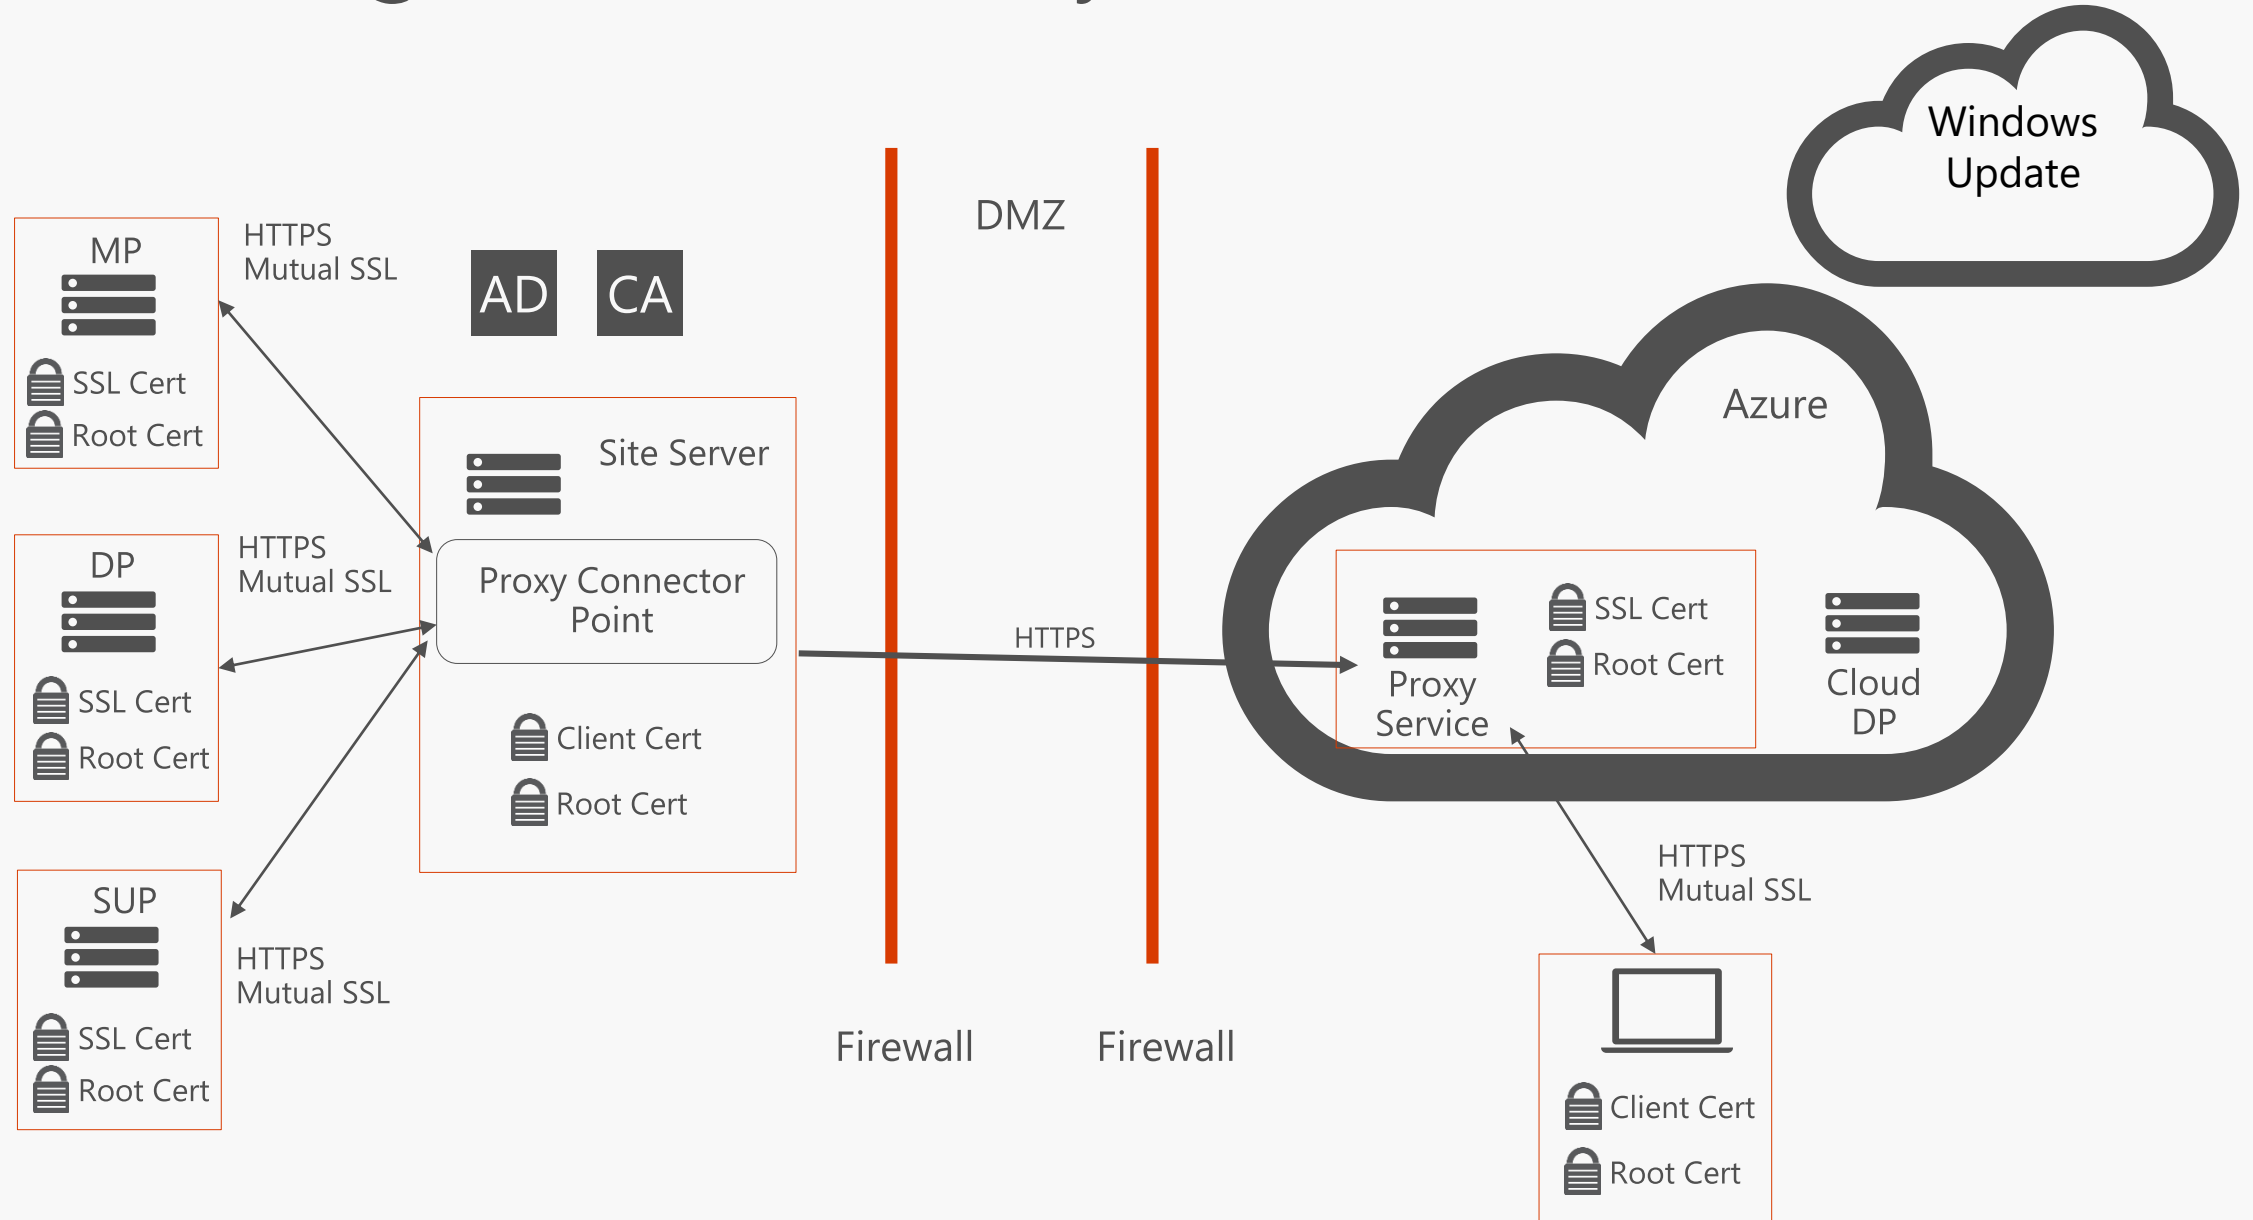 Windows
Update
DMZ
MP
HTTPS
Mutual SSL
AD
CA
SSL Cert
Root Cert
Azure
Site Server
DP
HTTPS
Mutual SSL
Proxy Connector
Point
SSL Cert
Root Cert
HTTPS
SSL Cert
Root Cert
Proxy
Service
Cloud
DP
Client Cert
Root Cert
HTTPS
Mutual SSL
SUP
HTTPS
Mutual SSL
SSL Cert
Root Cert
Firewall
Firewall
Client Cert
Root Cert